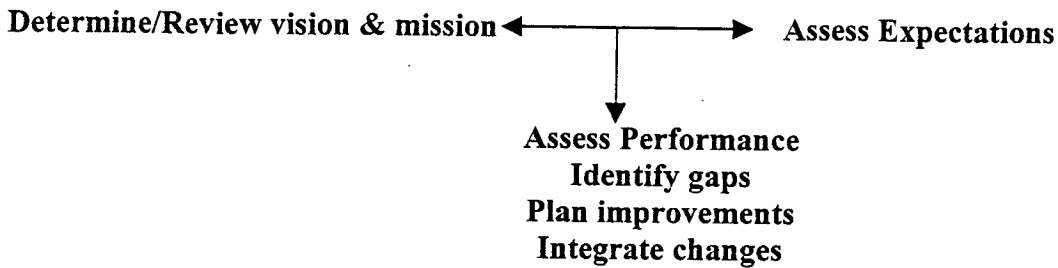 Determine/Review vision & mission
Assess Expectations
Assess Performance
Identify gaps
Plan improvements
Integrate changes